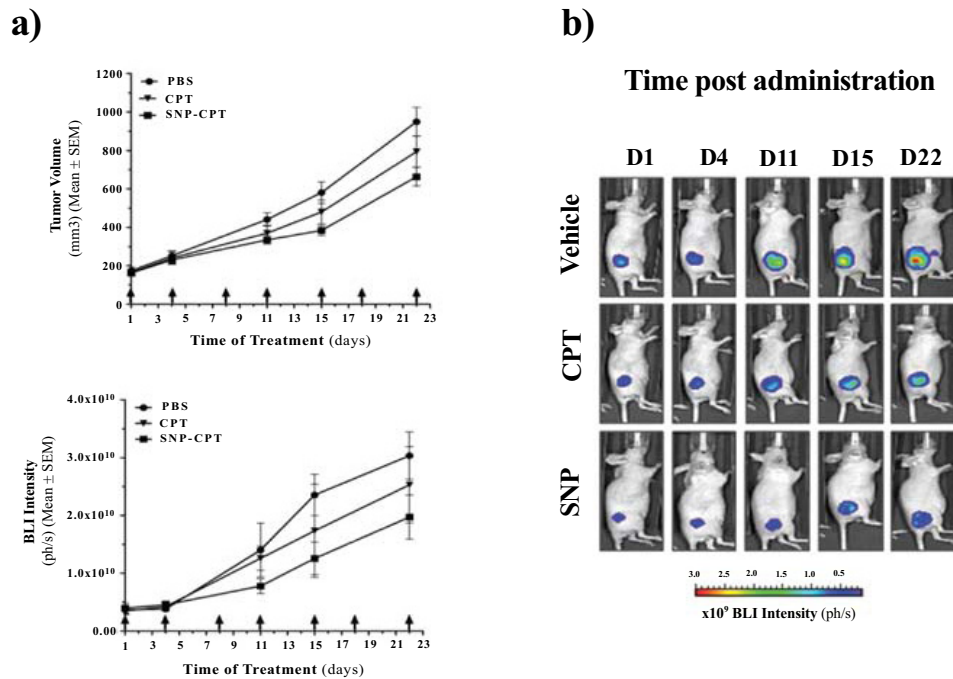 a)
1200
1000
800
600
400
200
0
Tumor Volume
(mm3) (Mean ± SEM)
PBS
CPT
SNP-CPT
1 3 5 7 9 11 13 15 17 19 21 23
Time of Treatment (days)
4.0x10¹⁰
3.0x10¹⁰
2.0x10¹⁰
1.0x10¹⁰
0.00
BLI Intensity
(ph/s) (Mean ± SEM)
PBS
CPT
SNP-CPT
1 3 5 7 9 11 13 15 17 19 21 23
Time of Treatment (days)
b)
Time post administration
D1 D4 D11 D15 D22
Vehicle
CPT
SNP
3.0 2.5 2.0 1.5 1.0 0.5
x10⁹ BLI Intensity (ph/s)